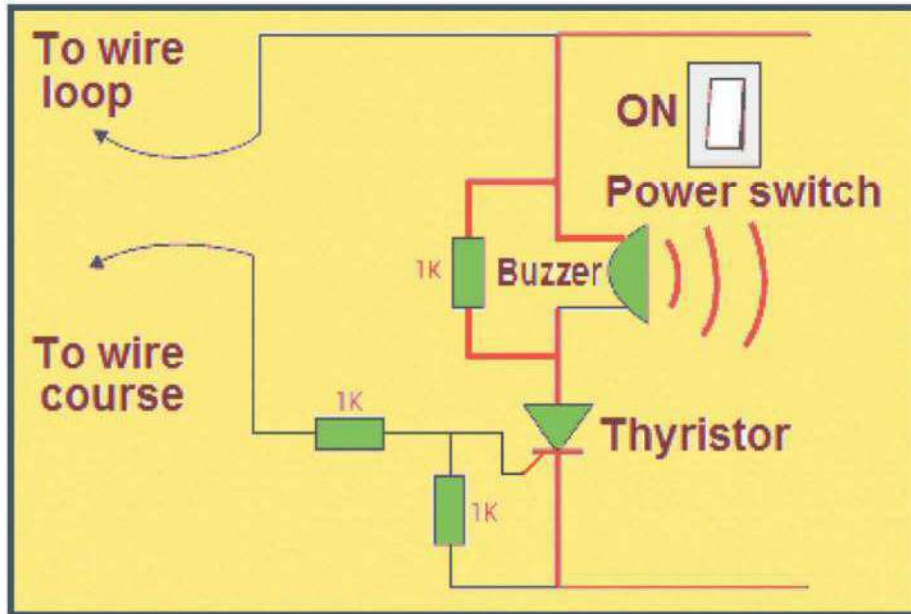 To wire
loop
ON
Power switch
1K
Buzzer
To wire
course
1K
Thyristor
1K